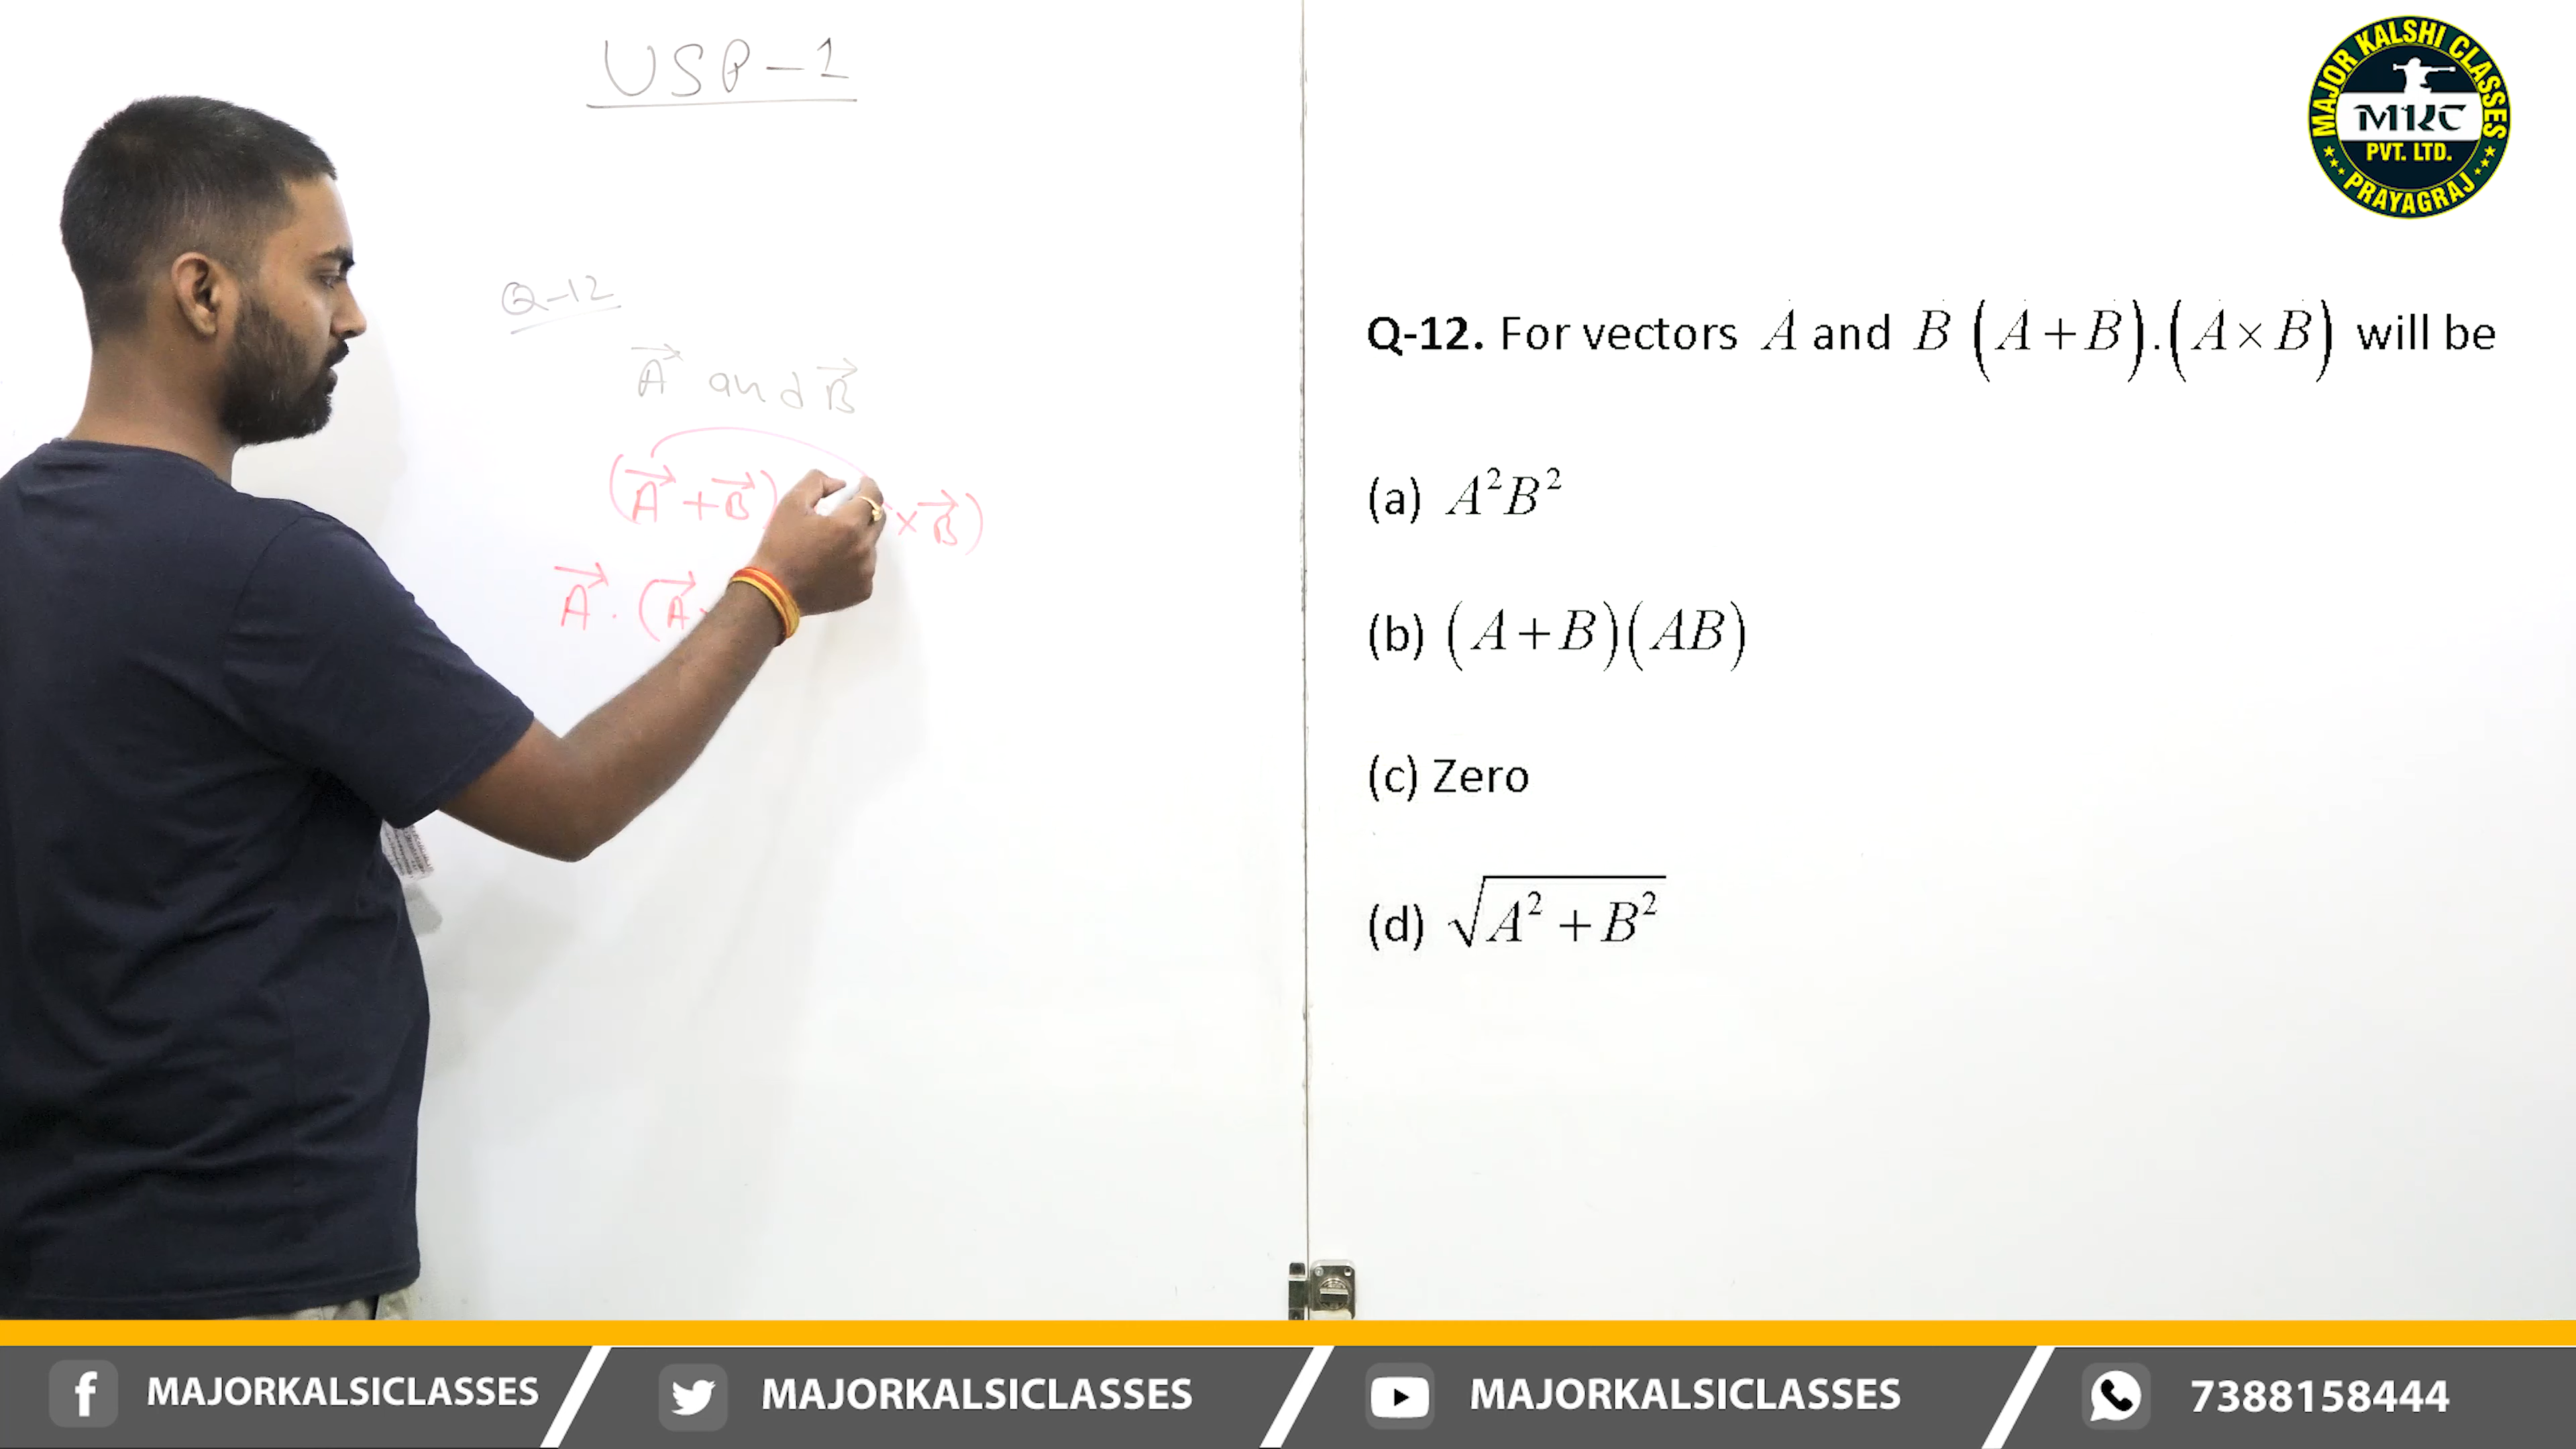 USP-1
Q-12
A and B
(A + B) × B)
A . (A
MAJOR KALSHI CLASSES
MKC
PVT. LTD.
PRAYAGRAJ
Q-12. For vectors A and B (A + B).(A × B) will be
(a) A²B²
(b) (A + B)(AB)
(c) Zero
(d) √(A² + B²)
MAJORKALSICLASSES
MAJORKALSICLASSES
MAJORKALSICLASSES
7388158444